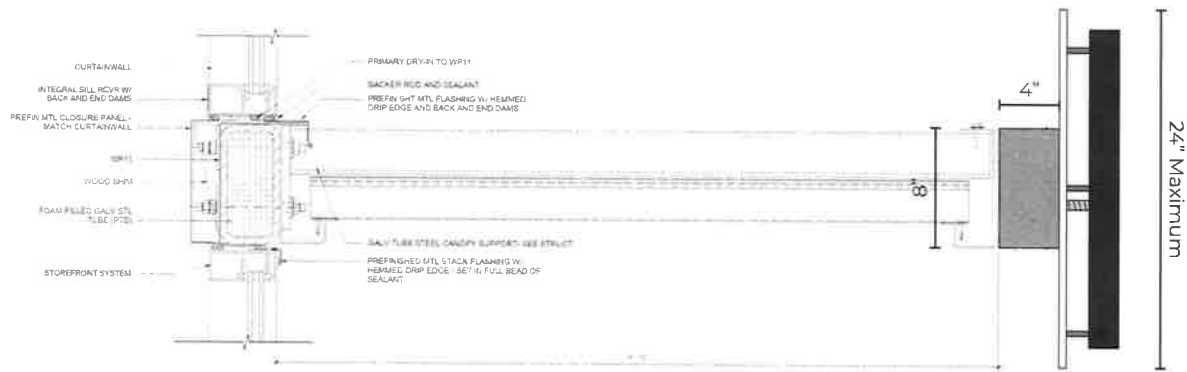 CURTAINWALL
INTEGRAL SILL RCVR W/
BACK AND END DAMS
PREFIN MTL CLOSURE PANEL -
MATCH CURTAINWALL
WOOD SHIM
FOAM FILLED GALV STL
TUBE
STOREFRONT SYSTEM
PRIMARY DRY-IN TO WP11
BACKER ROD AND SEALANT
PREFIN GHT MTL FLASHING W/ HEMMED
DRIP EDGE AND BACK AND END DAMS
GALV TUBE STEEL CANOPY SUPPORT - SEE STRUCT
PREFINISHED MTL STACK FLASHING W/
HEMMED DRIP EDGE - SET IN FULL BEAD OF
SEALANT
4"
8"
24" Maximum